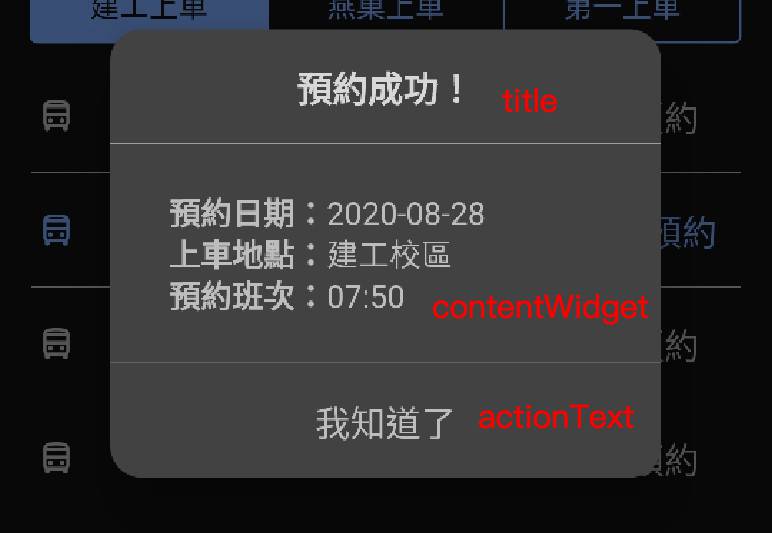 建工上車 燕巢上車 第一上車
預約成功！ title
約
預約日期：2020-08-28
預約
上車地點：建工校區
預約班次：07:50 contentWidget
約
我知道了 actionText
約